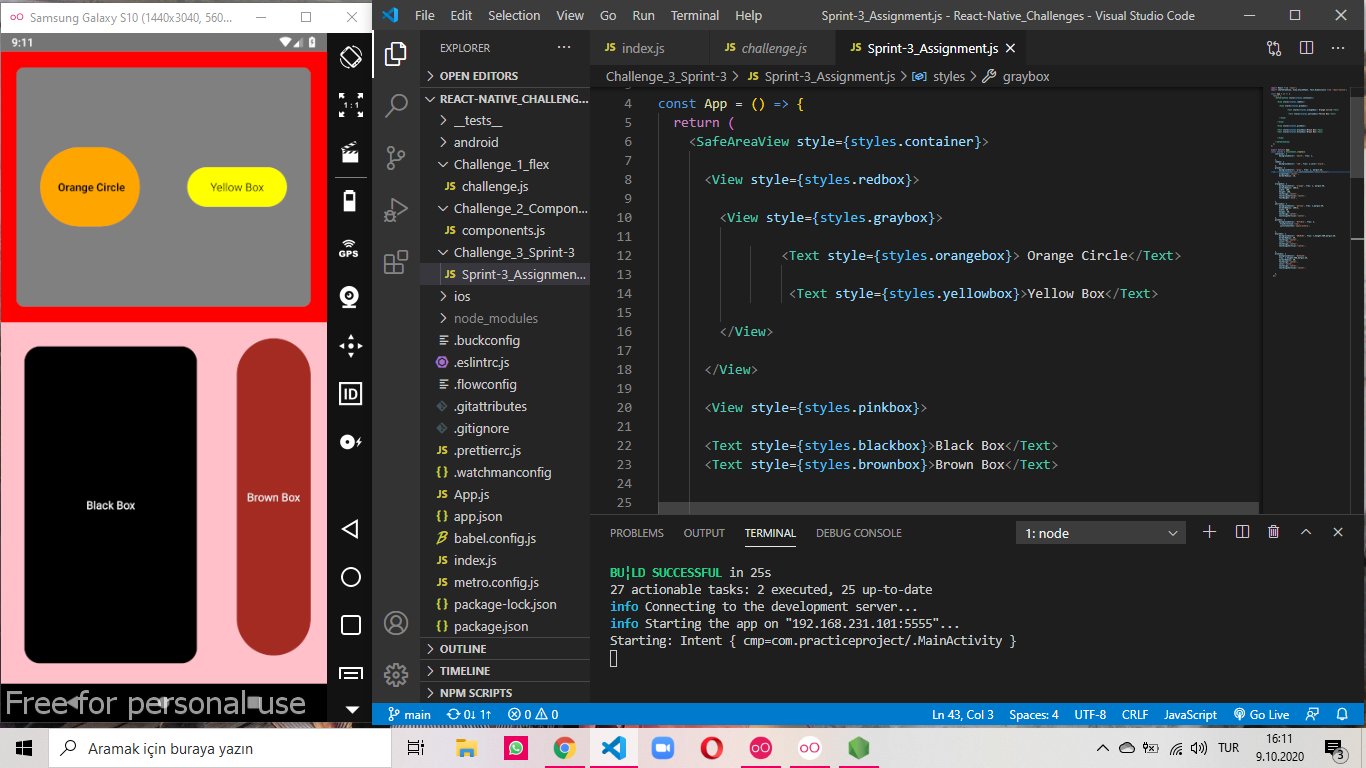 Samsung Galaxy S10 (1440x3040, 560...
9:11
Orange Circle
Yellow Box
Black Box
Brown Box
Free for personal use
1:1
GPS
ID
File Edit Selection View Go Run Terminal Help
Sprint-3_Assignment.js - React-Native_Challenges - Visual Studio Code
EXPLORER
OPEN EDITORS
REACT-NATIVE_CHALLENG...
__tests__
android
Challenge_1_flex
JS challenge.js
Challenge_2_Compon...
JS components.js
Challenge_3_Sprint-3
JS Sprint-3_Assignmen...
ios
node_modules
.buckconfig
.eslintrc.js
.flowconfig
.gitattributes
.gitignore
JS .prettierrc.js
{} .watchmanconfig
JS App.js
{} app.json
babel.config.js
JS index.js
JS metro.config.js
{} package-lock.json
{} package.json
OUTLINE
TIMELINE
NPM SCRIPTS
JS index.js
JS challenge.js
JS Sprint-3_Assignment.js
Challenge_3_Sprint-3 > JS Sprint-3_Assignment.js > styles > graybox
4 const App = () => {
5 return (
6 <SafeAreaView style={styles.container}>
7
8 <View style={styles.redbox}>
9
10 <View style={styles.graybox}>
11
12 <Text style={styles.orangebox}> Orange Circle</Text>
13
14 <Text style={styles.yellowbox}>Yellow Box</Text>
15
16 </View>
17
18 </View>
19
20 <View style={styles.pinkbox}>
21
22 <Text style={styles.blackbox}>Black Box</Text>
23 <Text style={styles.brownbox}>Brown Box</Text>
24
25
PROBLEMS OUTPUT TERMINAL DEBUG CONSOLE
1: node
BU¦LD SUCCESSFUL in 25s
27 actionable tasks: 2 executed, 25 up-to-date
info Connecting to the development server...
info Starting the app on "192.168.231.101:5555"...
Starting: Intent { cmp=com.practiceproject/.MainActivity }
main 0↓ 1↑ 0 0
Ln 43, Col 3 Spaces: 4 UTF-8 CRLF JavaScript Go Live
Aramak için buraya yazın
TUR
16:11
9.10.2020
3